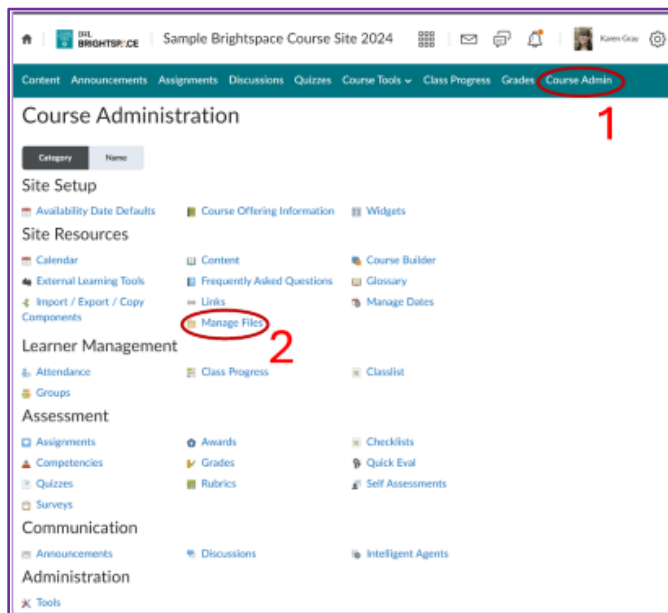 D2L BRIGHTSPACE Sample Brightspace Course Site 2024 Karen Gray
Content Announcements Assignments Discussions Quizzes Course Tools Class Progress Grades Course Admin
1
Course Administration
Category Name
Site Setup
Availability Date Defaults Course Offering Information Widgets
Site Resources
Calendar Content Course Builder
External Learning Tools Frequently Asked Questions Glossary
Import / Export / Copy Links Manage Dates
Components Manage Files
2
Learner Management
Attendance Class Progress Classlist
Groups
Assessment
Assignments Awards Checklists
Competencies Grades Quick Eval
Quizzes Rubrics Self Assessments
Surveys
Communication
Announcements Discussions Intelligent Agents
Administration
Tools